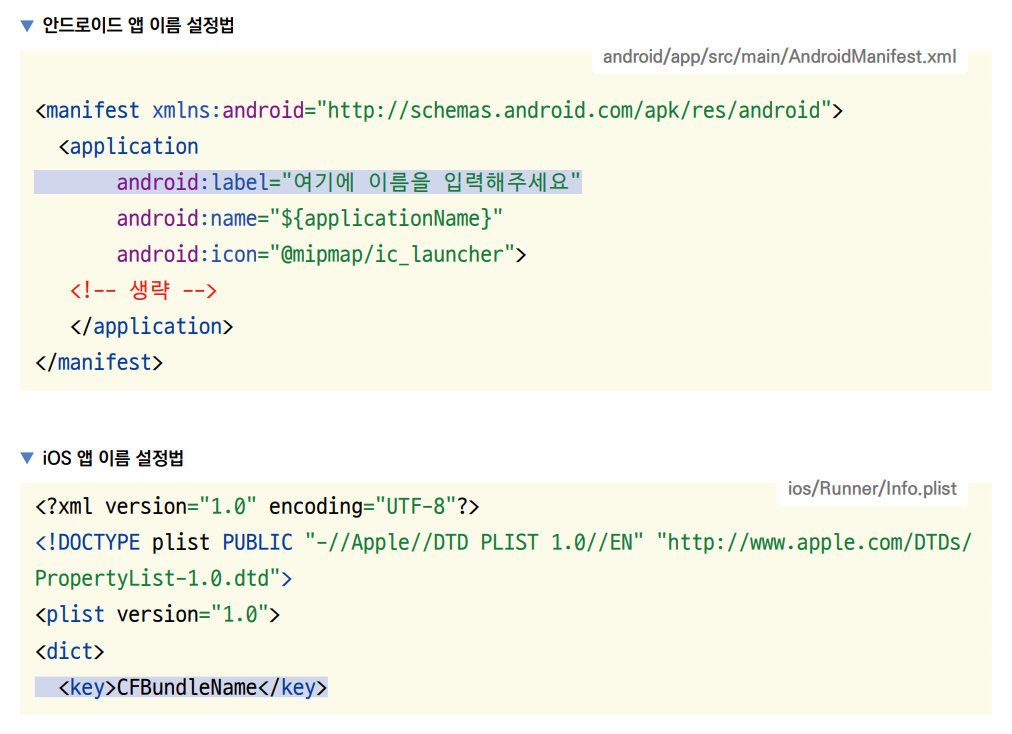 ▼ 안드로이드 앱 이름 설정법
android/app/src/main/AndroidManifest.xml
<manifest xmlns:android="http://schemas.android.com/apk/res/android">
  <application
       android:label="여기에 이름을 입력해주세요"
       android:name="${applicationName}"
       android:icon="@mipmap/ic_launcher">
   <!-- 생략 -->
   </application>
</manifest>
▼ iOS 앱 이름 설정법
ios/Runner/Info.plist
<?xml version="1.0" encoding="UTF-8"?>
<!DOCTYPE plist PUBLIC "-//Apple//DTD PLIST 1.0//EN" "http://www.apple.com/DTDs/
PropertyList-1.0.dtd">
<plist version="1.0">
<dict>
  <key>CFBundleName</key>